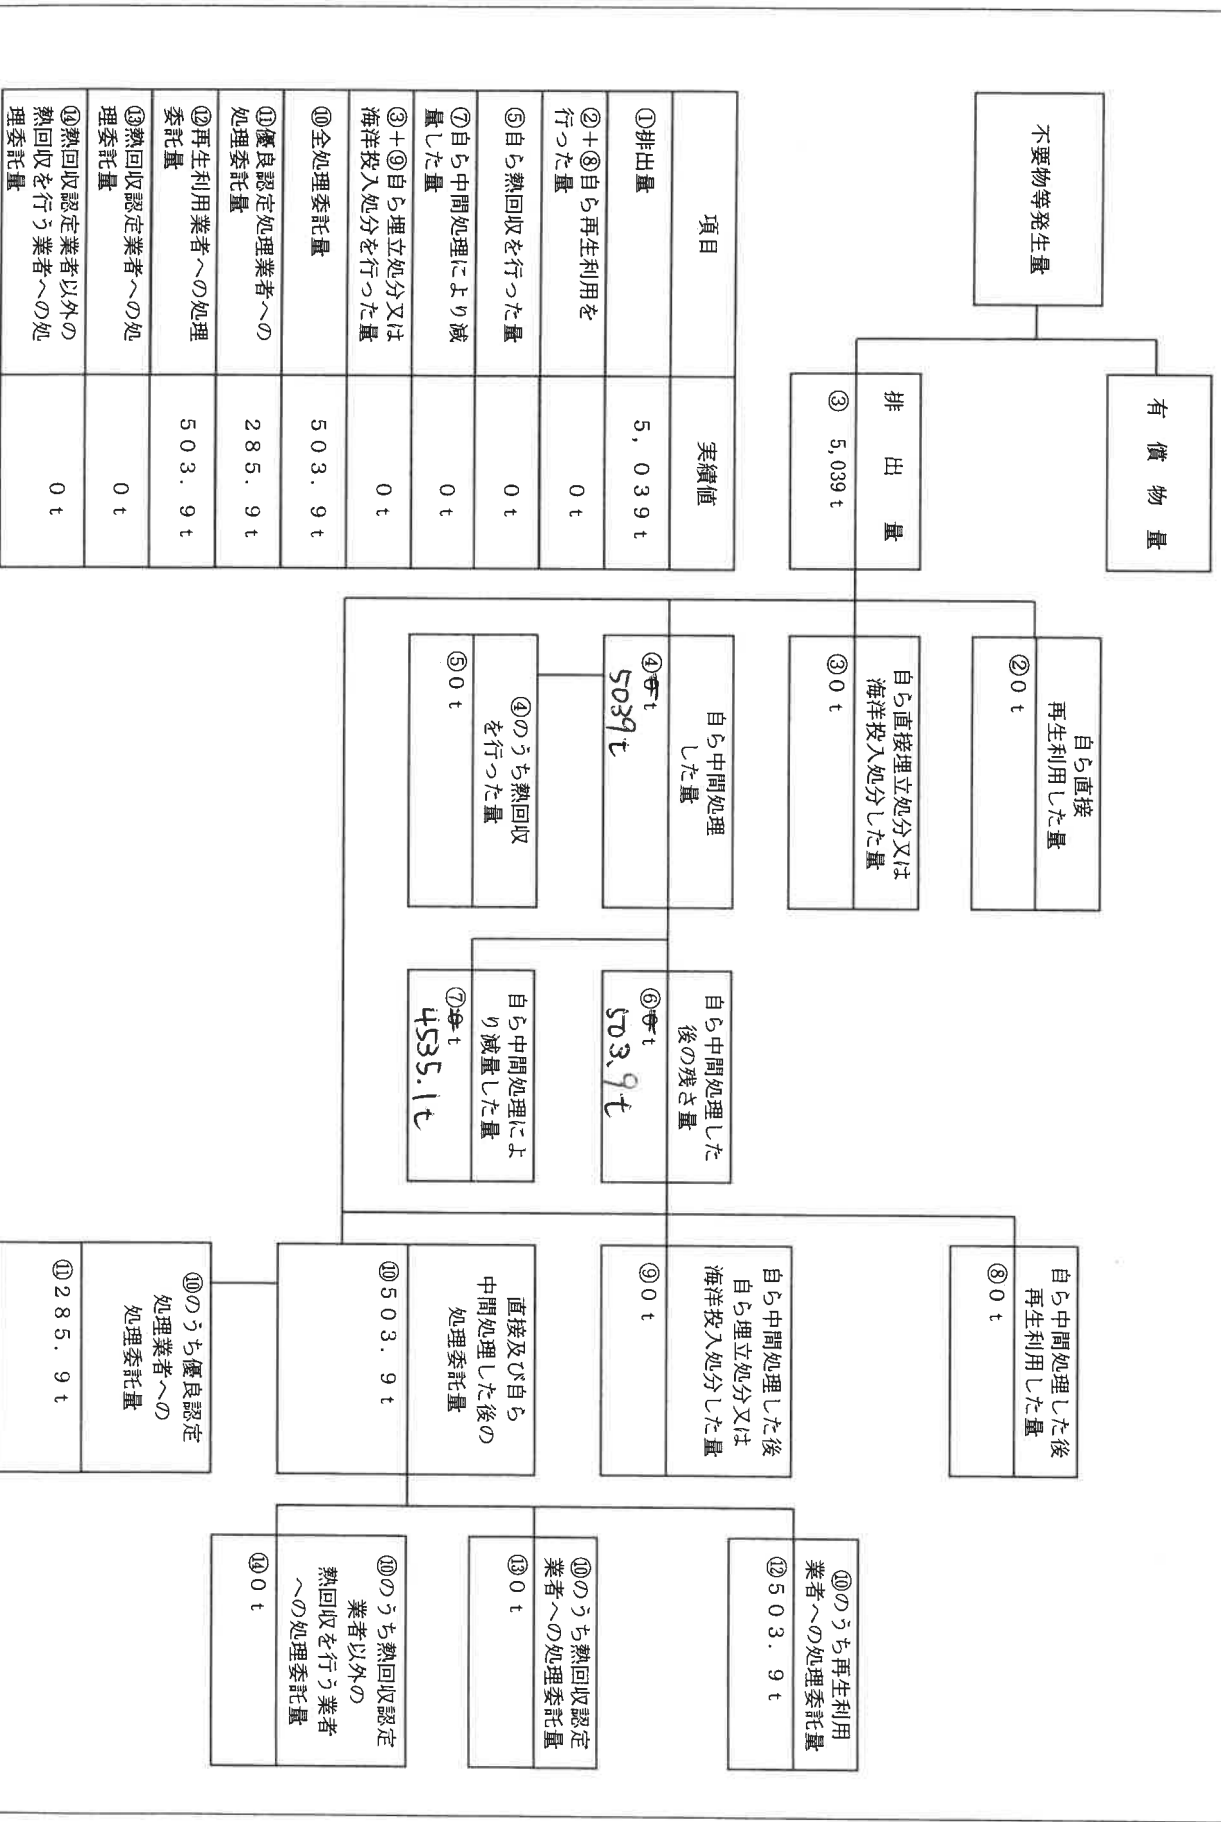 不要物等発生量
有償物量
排出量
③ 5,039t
自ら直接
再生利用した量
②0t
自ら直接埋立処分又は
海洋投入処分した量
③0t
自ら中間処理
した量
④0t
5039t
④のうち熱回収
を行った量
⑤0t
自ら中間処理した
後の残さ量
⑥0t
503.9t
自ら中間処理によ
り減量した量
⑦0t
4535.1t
自ら中間処理した後
再生利用した量
⑧0t
自ら中間処理した後
自ら埋立処分又は
海洋投入処分した量
⑨0t
直接及び自ら
中間処理した後の
処理委託量
⑩503.9t
⑩のうち優良認定
処理業者への
処理委託量
⑪285.9t
⑩のうち再生利用
業者への処理委託量
⑫503.9t
⑩のうち熱回収認定
業者への処理委託量
⑬0t
⑩のうち熱回収認定
業者以外の
熱回収を行う業者
への処理委託量
⑭0t
項目 実績値
①排出量 5,039t
②+⑧自ら再生利用を
行った量 0t
⑤自ら熱回収を行った量 0t
⑦自ら中間処理により減
量した量 0t
③+⑨自ら埋立処分又は
海洋投入処分を行った量 0t
⑩全処理委託量 503.9t
⑪優良認定処理業者への
処理委託量 285.9t
⑫再生利用業者への処理
委託量 503.9t
⑬熱回収認定業者への処
理委託量 0t
⑭熱回収認定業者以外の
熱回収を行う業者への処
理委託量 0t